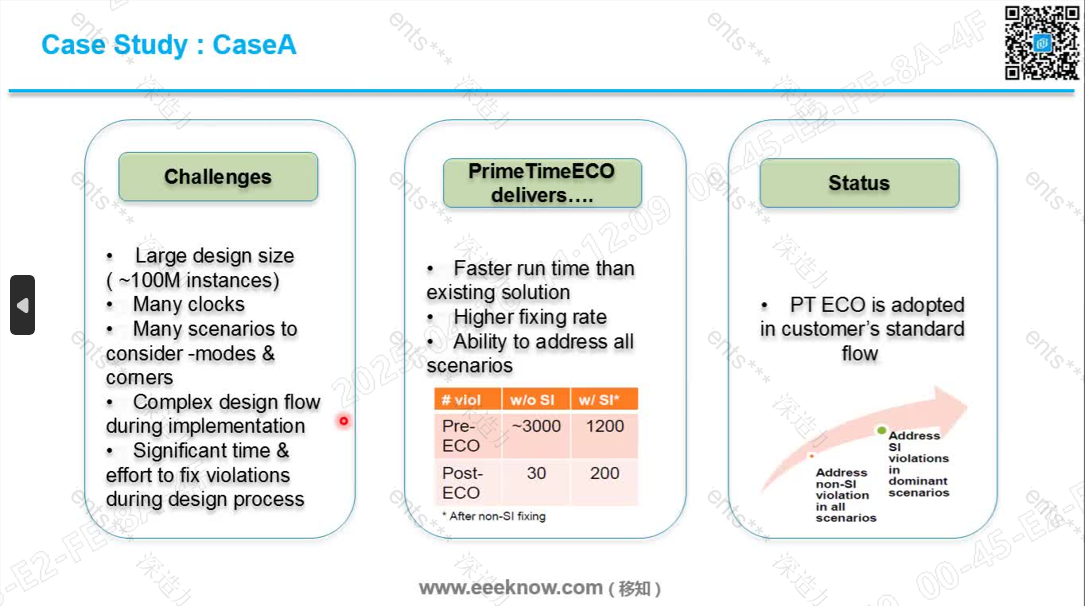 Case Study : CaseA
Challenges
• Large design size
( ~100M instances)
• Many clocks
• Many scenarios to
consider -modes &
corners
• Complex design flow
during implementation
• Significant time &
effort to fix violations
during design process
PrimeTimeECO
delivers….
• Faster run time than
existing solution
• Higher fixing rate
• Ability to address all
scenarios
# viol w/o SI w/ SI*
Pre-
ECO ~3000 1200
Post-
ECO 30 200
* After non-SI fixing
Status
• PT ECO is adopted
in customer’s standard
flow
Address
non-SI
violation
in all
scenarios
Address
SI
violations
in
dominant
scenarios
www.eeeknow.com ( 移知 )